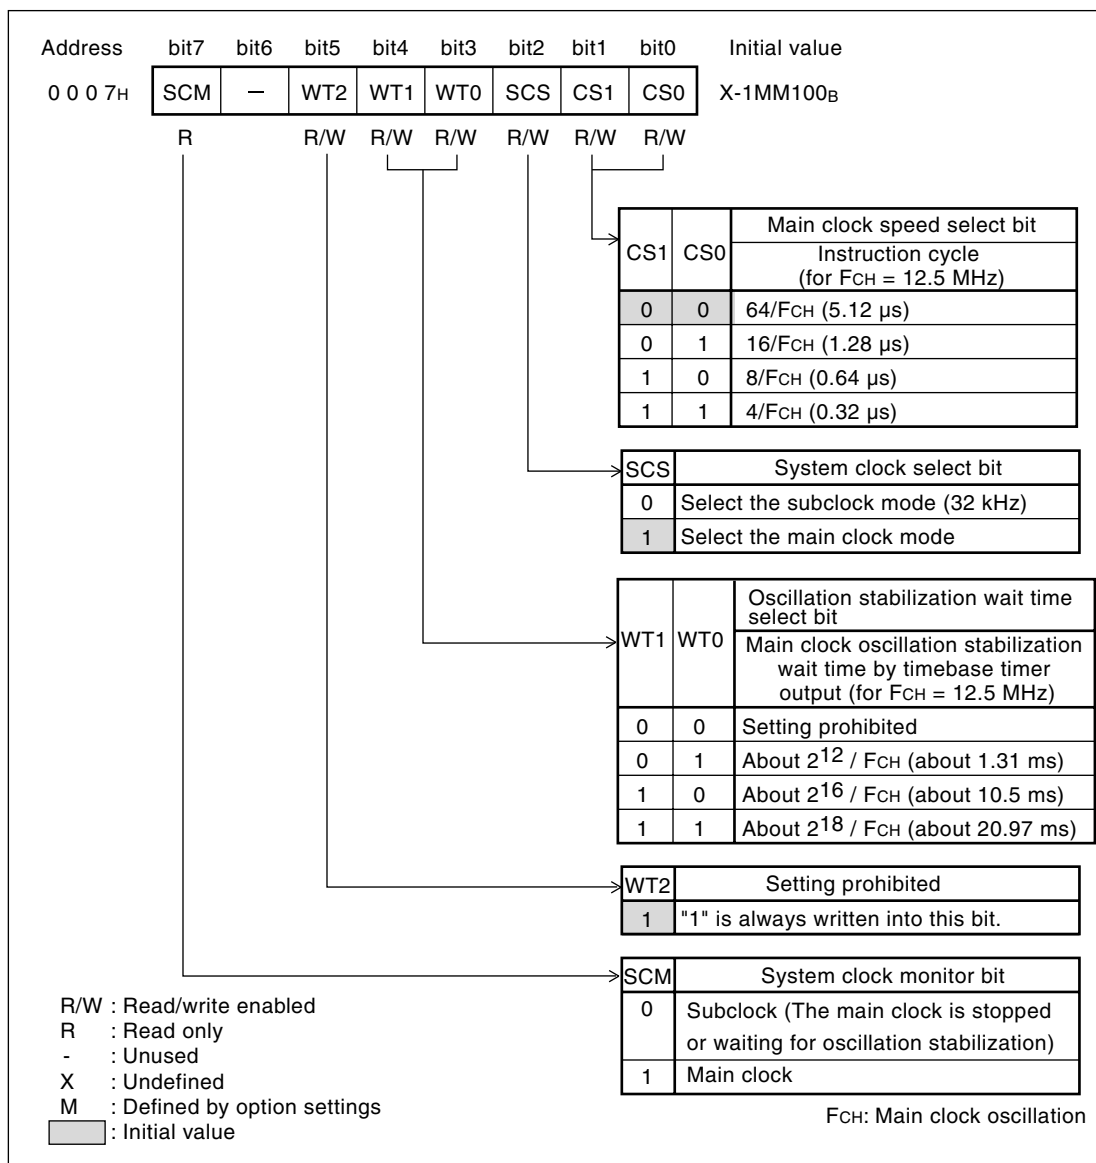 Address bit7 bit6 bit5 bit4 bit3 bit2 bit1 bit0 Initial value
0 0 0 7H SCM — WT2 WT1 WT0 SCS CS1 CS0 X-1MM100B
R R/W R/W R/W R/W R/W R/W
CS1 CS0 Main clock speed select bit
Instruction cycle
(for FCH = 12.5 MHz)
0 0 64/FCH (5.12 µs)
0 1 16/FCH (1.28 µs)
1 0 8/FCH (0.64 µs)
1 1 4/FCH (0.32 µs)
SCS System clock select bit
0 Select the subclock mode (32 kHz)
1 Select the main clock mode
WT1 WT0 Oscillation stabilization wait time
select bit
Main clock oscillation stabilization
wait time by timebase timer
output (for FCH = 12.5 MHz)
0 0 Setting prohibited
0 1 About 2^12 / FCH (about 1.31 ms)
1 0 About 2^16 / FCH (about 10.5 ms)
1 1 About 2^18 / FCH (about 20.97 ms)
WT2 Setting prohibited
1 "1" is always written into this bit.
SCM System clock monitor bit
0 Subclock (The main clock is stopped
or waiting for oscillation stabilization)
1 Main clock
R/W : Read/write enabled
R : Read only
- : Unused
X : Undefined
M : Defined by option settings
: Initial value
FCH: Main clock oscillation